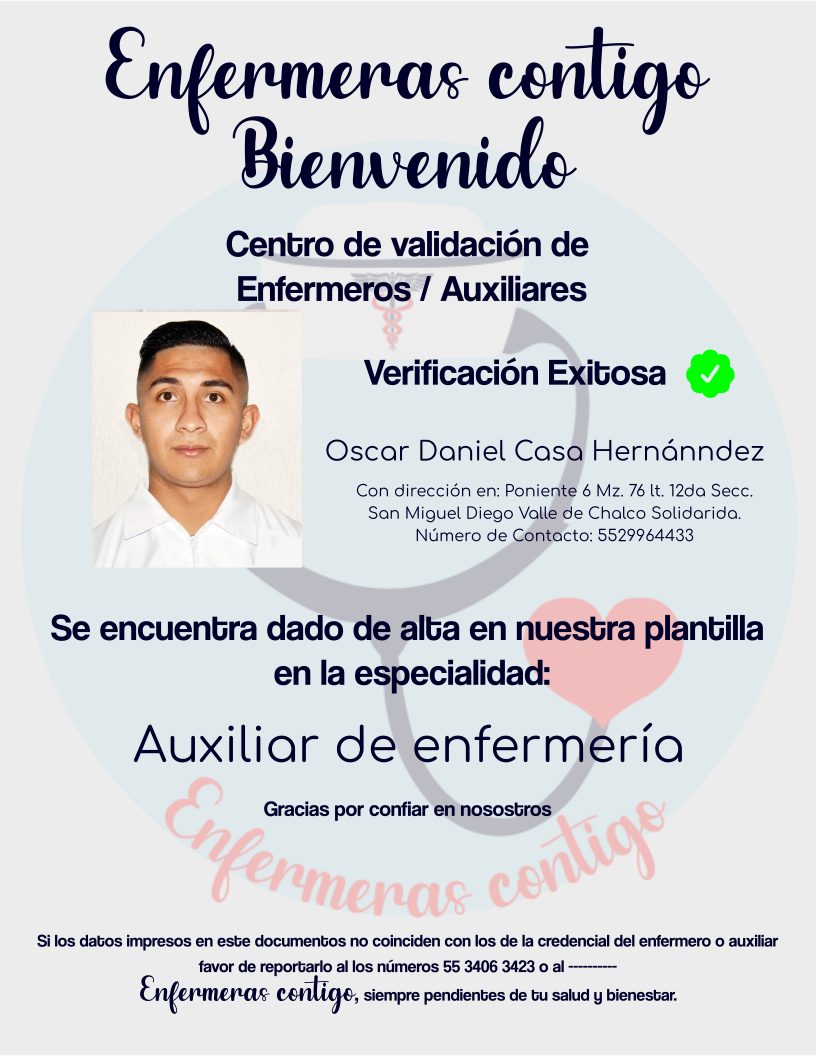 Enfermeras contigo
Bienvenido
Centro de validación de
Enfermeros / Auxiliares
Verificación Exitosa
Oscar Daniel Casa Hernánndez
Con dirección en: Poniente 6 Mz. 76 lt. 12da Secc.
San Miguel Diego Valle de Chalco Solidarida.
Número de Contacto: 5529964433
Se encuentra dado de alta en nuestra plantilla
en la especialidad:
Auxiliar de enfermería
Gracias por confiar en nosostros
Enfermeras contigo
Si los datos impresos en este documentos no coinciden con los de la credencial del enfermero o auxiliar
favor de reportarlo al los números 55 3406 3423 o al ----------
Enfermeras contigo, siempre pendientes de tu salud y bienestar.